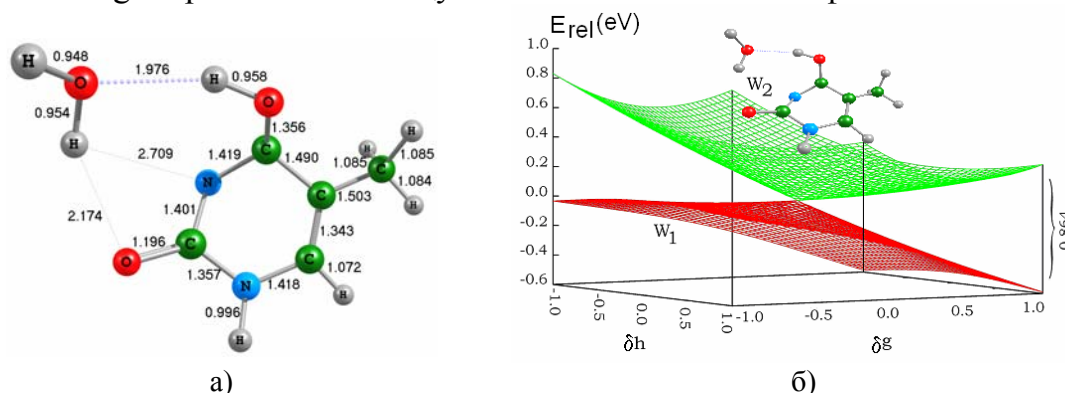 H
0.948
O
1.976
H
0.958
O
0.954
H
1.356
2.709
1.419
C
1.490
1.085
H
1.085
C
1.084
H
N
C
1.503
H
2.174
1.401
1.343
O
1.196
C
1.357
N
1.418
C
1.072
H
0.996
H
а)
E rel (eV)
1.0
0.8
0.6
0.4
0.2
0.0
-0.2
-0.4
-0.6
W2
W1
-1.0
-0.5
0.0
0.5
1.0
δh
-1.0
-0.5
0.0
0.5
1.0
δg
б)